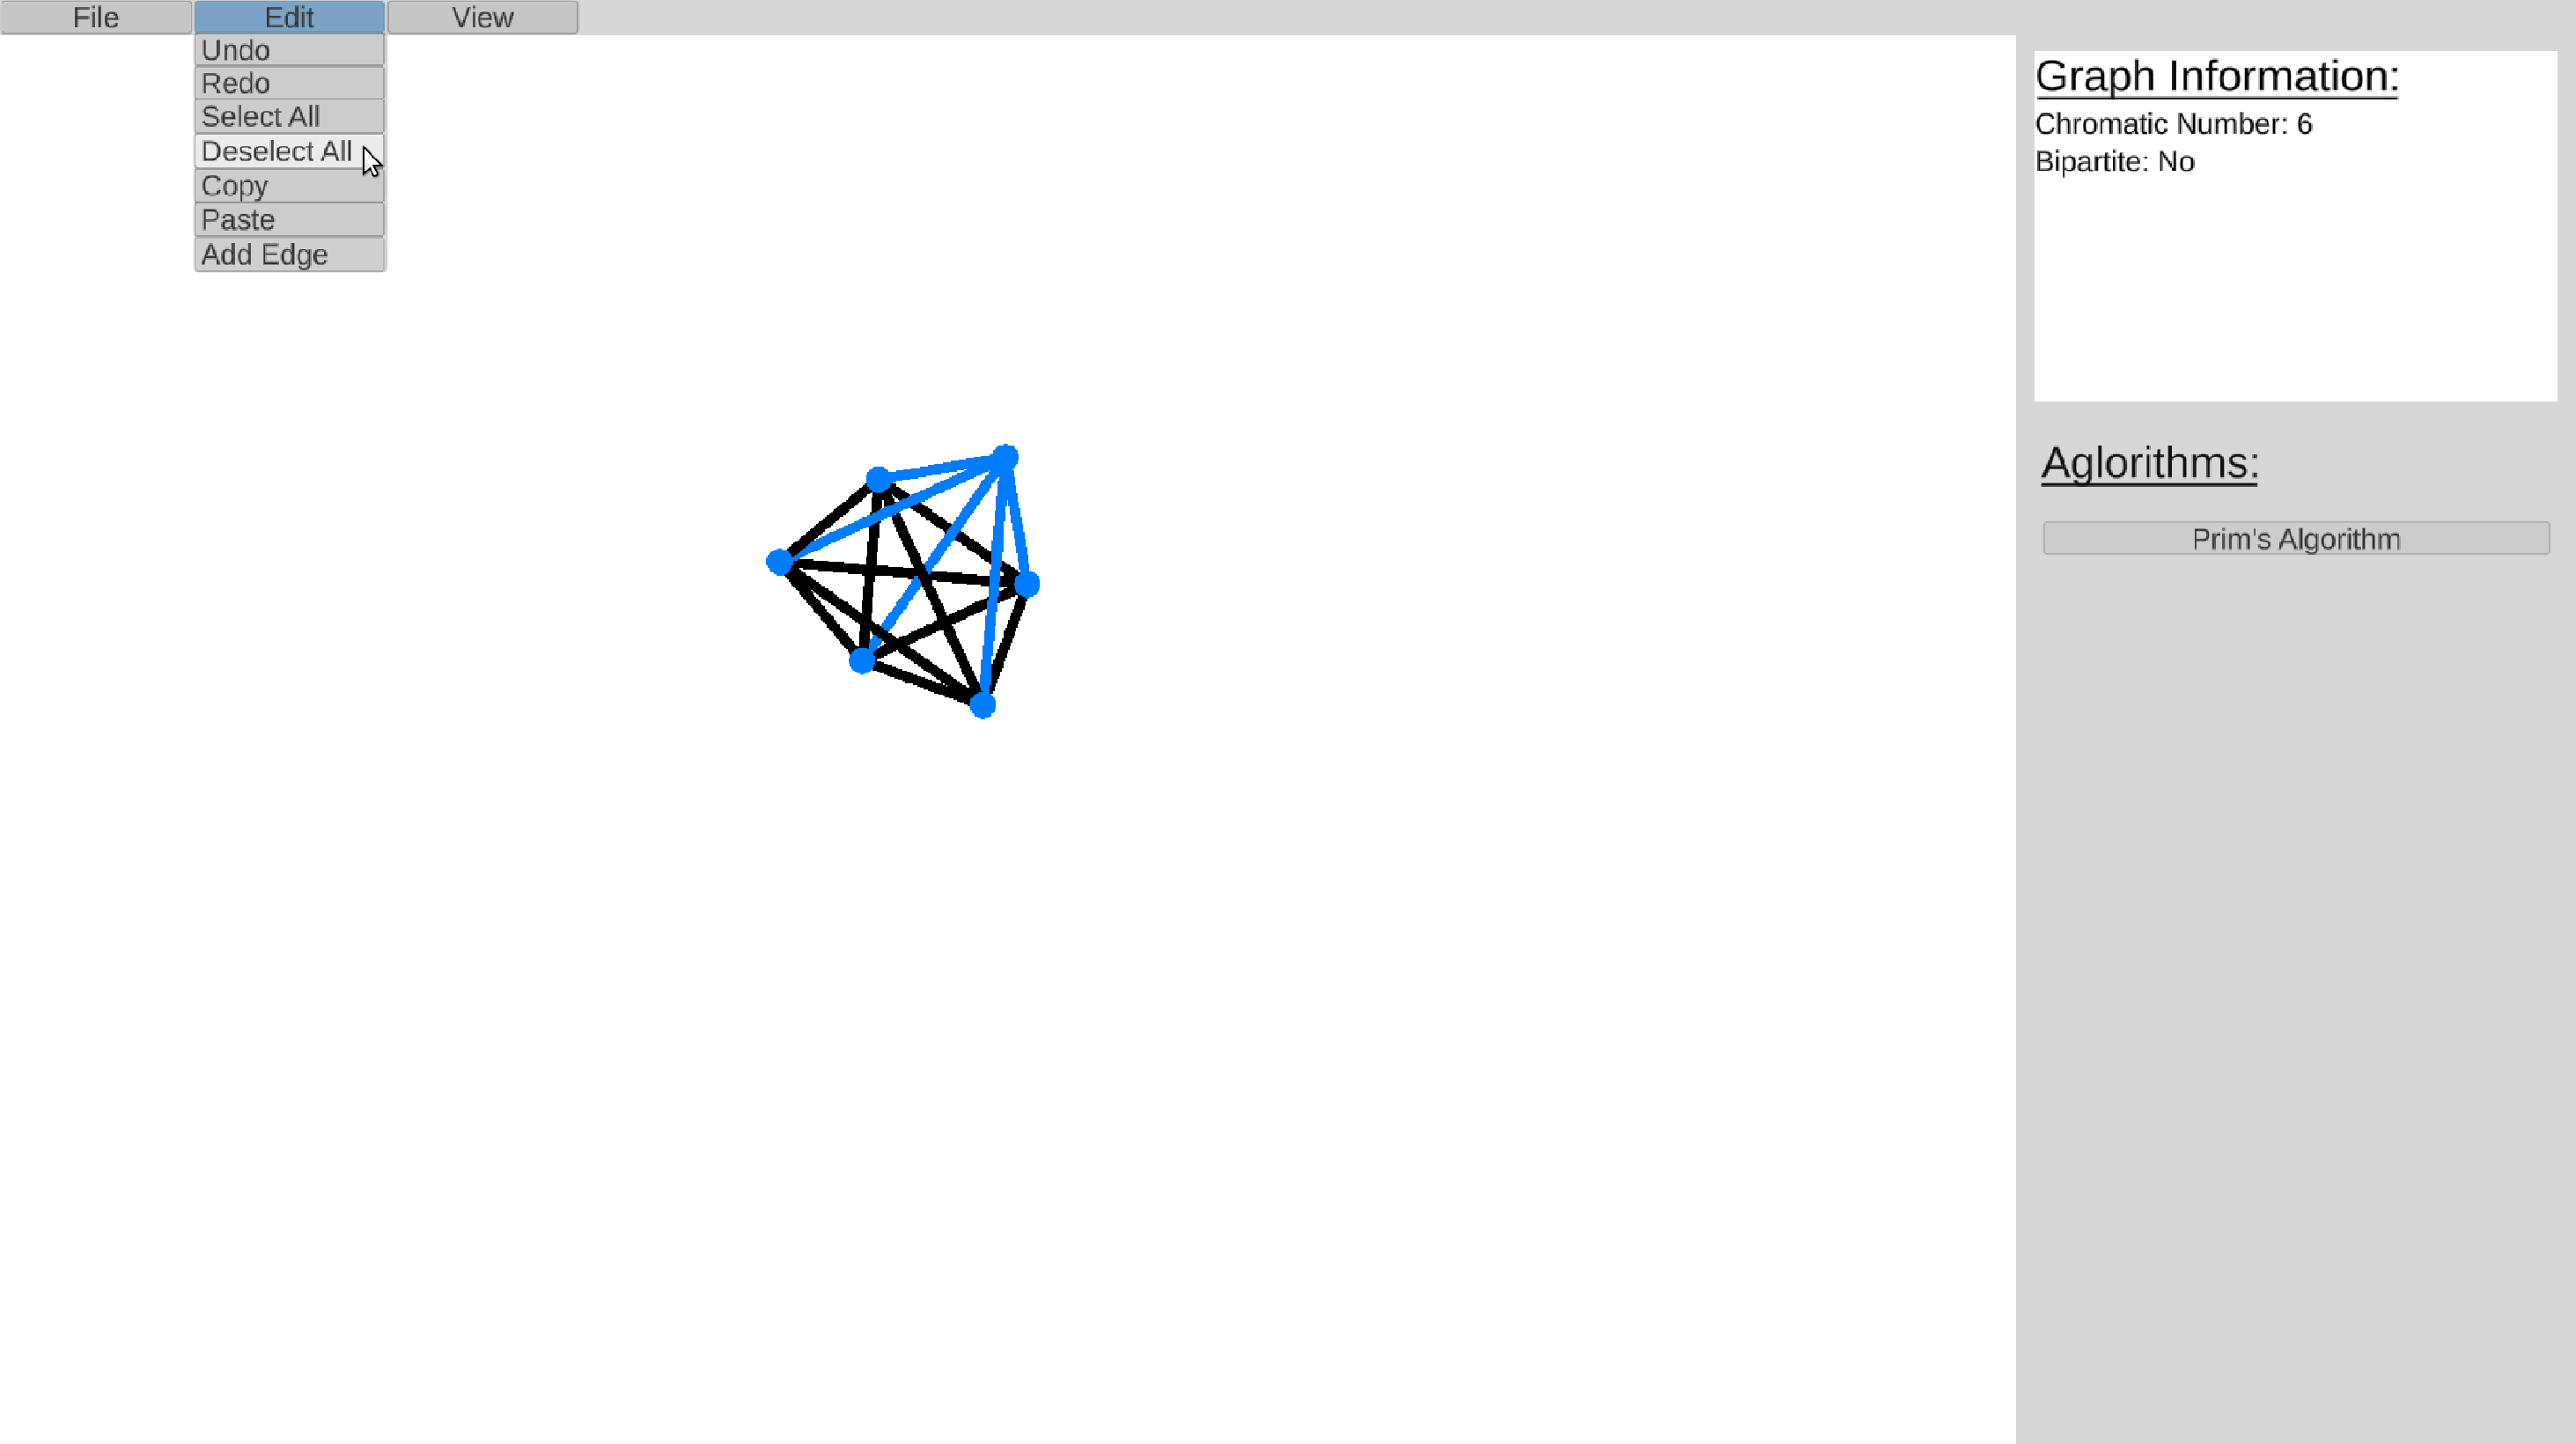 File Edit View
Undo
Redo
Select All
Deselect All
Copy
Paste
Add Edge
Graph Information:
Chromatic Number: 6
Bipartite: No
Aglorithms:
Prim's Algorithm